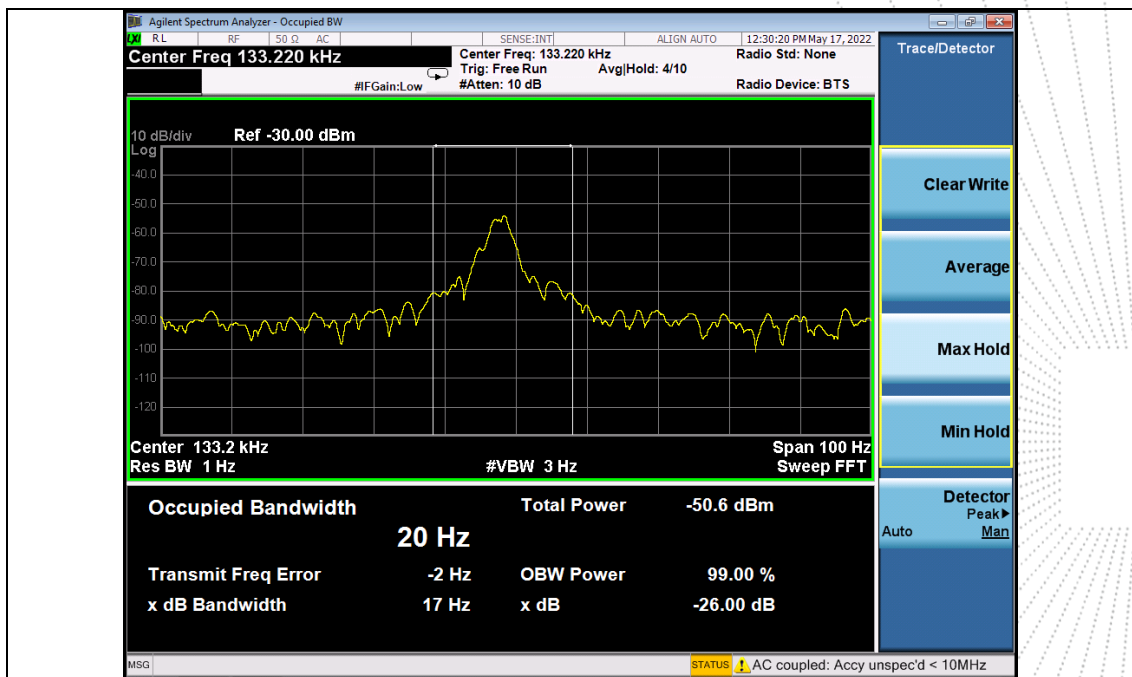 Agilent Spectrum Analyzer - Occupied BW
LXI RL RF 50 Ω AC SENSE:INT ALIGN AUTO 12:30:20 PM May 17, 2022
Center Freq 133.220 kHz
Center Freq: 133.220 kHz Radio Std: None
Trig: Free Run Avg|Hold: 4/10
#IFGain:Low #Atten: 10 dB Radio Device: BTS
Trace/Detector
10 dB/div Ref -30.00 dBm
Log
-40.0
-50.0
-60.0
-70.0
-80.0
-90.0
-100
-110
-120
Center 133.2 kHz Span 100 Hz
Res BW 1 Hz #VBW 3 Hz Sweep FFT
Clear Write
Average
Max Hold
Min Hold
Detector
Peak▶
Auto Man
Occupied Bandwidth Total Power -50.6 dBm
20 Hz
Transmit Freq Error -2 Hz OBW Power 99.00 %
x dB Bandwidth 17 Hz x dB -26.00 dB
MSG STATUS AC coupled: Accy unspec'd < 10MHz